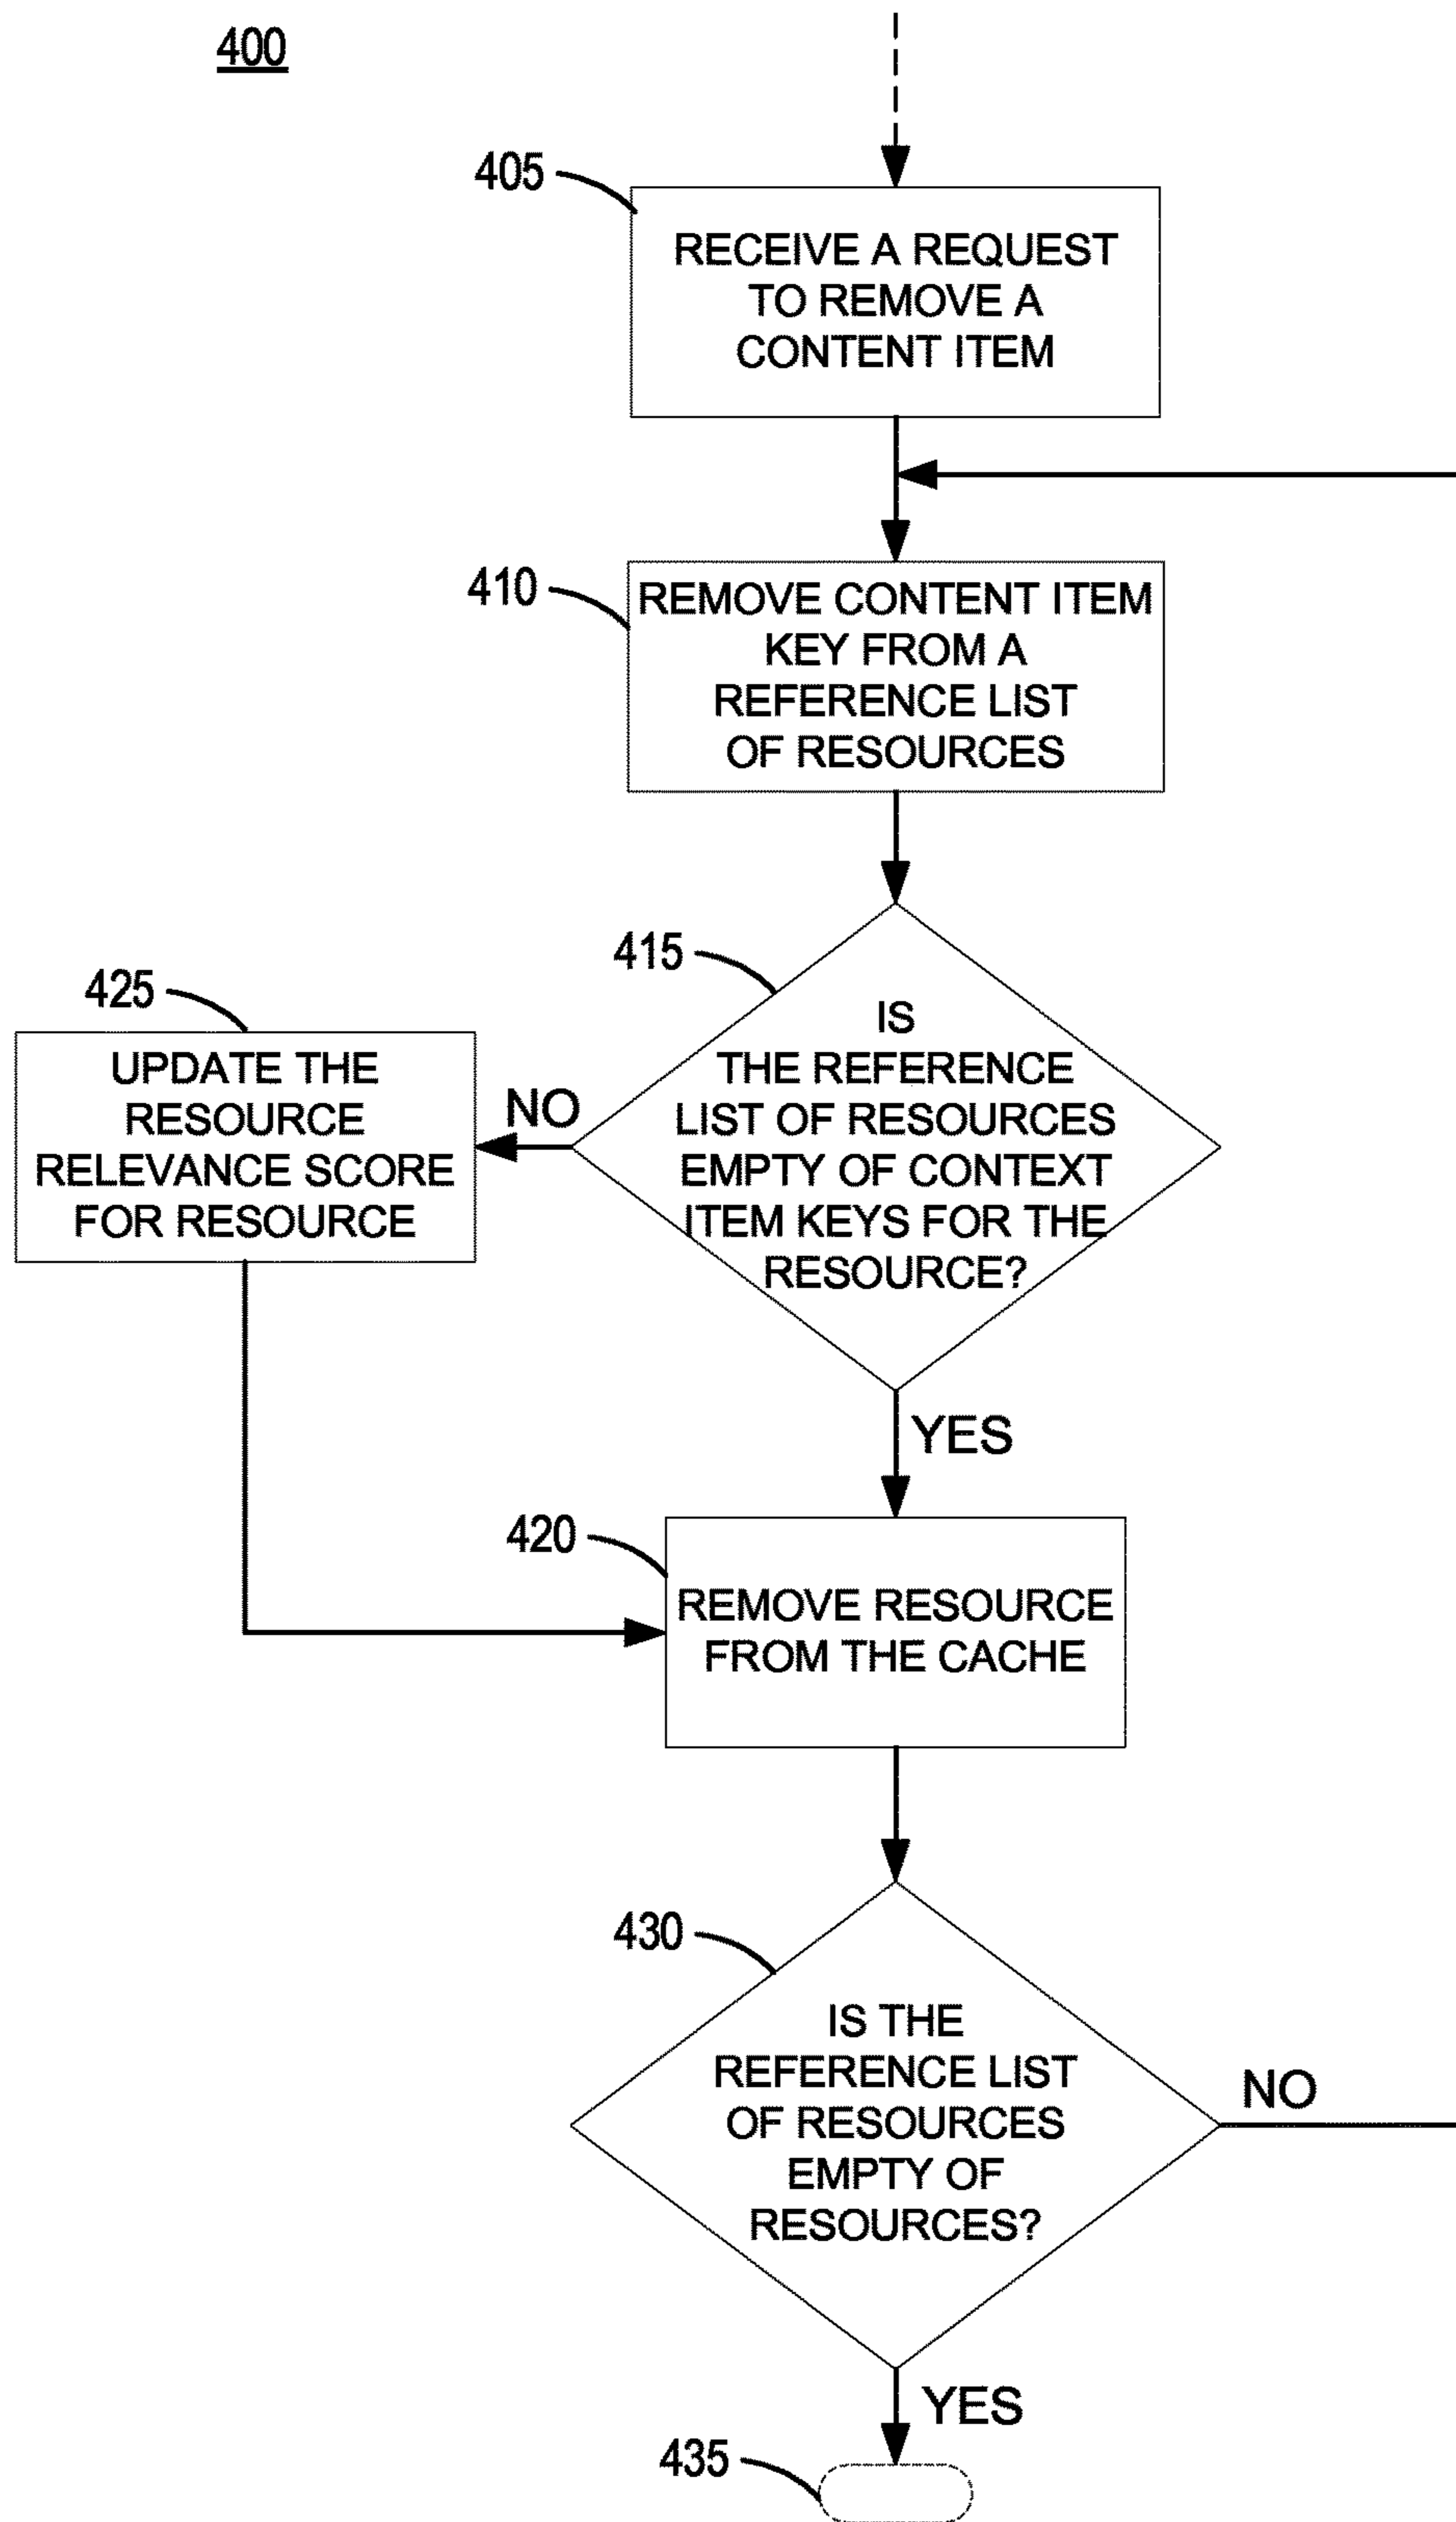 400
405
RECEIVE A REQUEST
TO REMOVE A
CONTENT ITEM
410
REMOVE CONTENT ITEM
KEY FROM A
REFERENCE LIST
OF RESOURCES
415
IS
THE REFERENCE
LIST OF RESOURCES
EMPTY OF CONTEXT
ITEM KEYS FOR THE
RESOURCE?
425
UPDATE THE
RESOURCE
RELEVANCE SCORE
FOR RESOURCE
NO
YES
420
REMOVE RESOURCE
FROM THE CACHE
430
IS THE
REFERENCE LIST
OF RESOURCES
EMPTY OF
RESOURCES?
NO
YES
435